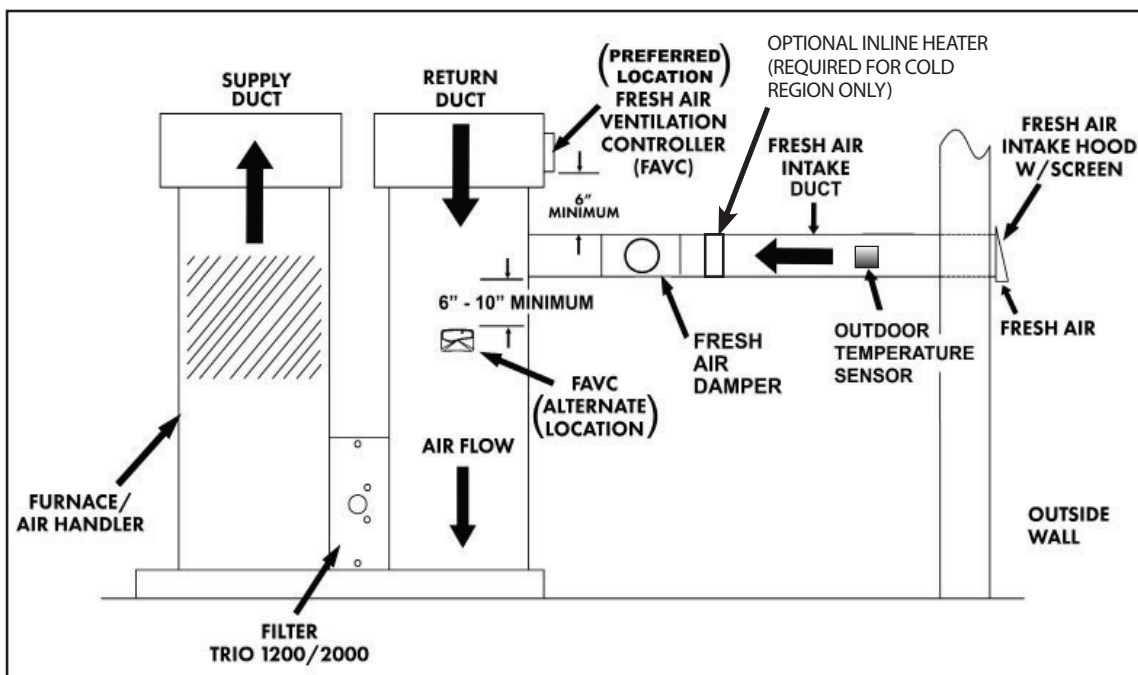 SUPPLY
DUCT
RETURN
DUCT
(PREFERRED
LOCATION)
FRESH AIR
VENTILATION
CONTROLLER
(FAVC)
OPTIONAL INLINE HEATER
(REQUIRED FOR COLD
REGION ONLY)
FRESH AIR
INTAKE
DUCT
FRESH AIR
INTAKE HOOD
W/SCREEN
6"
MINIMUM
6" - 10" MINIMUM
FRESH
AIR
DAMPER
OUTDOOR
TEMPERATURE
SENSOR
FRESH AIR
FAVC
(ALTERNATE
LOCATION)
AIR FLOW
FURNACE/
AIR HANDLER
OUTSIDE
WALL
FILTER
TRIO 1200/2000